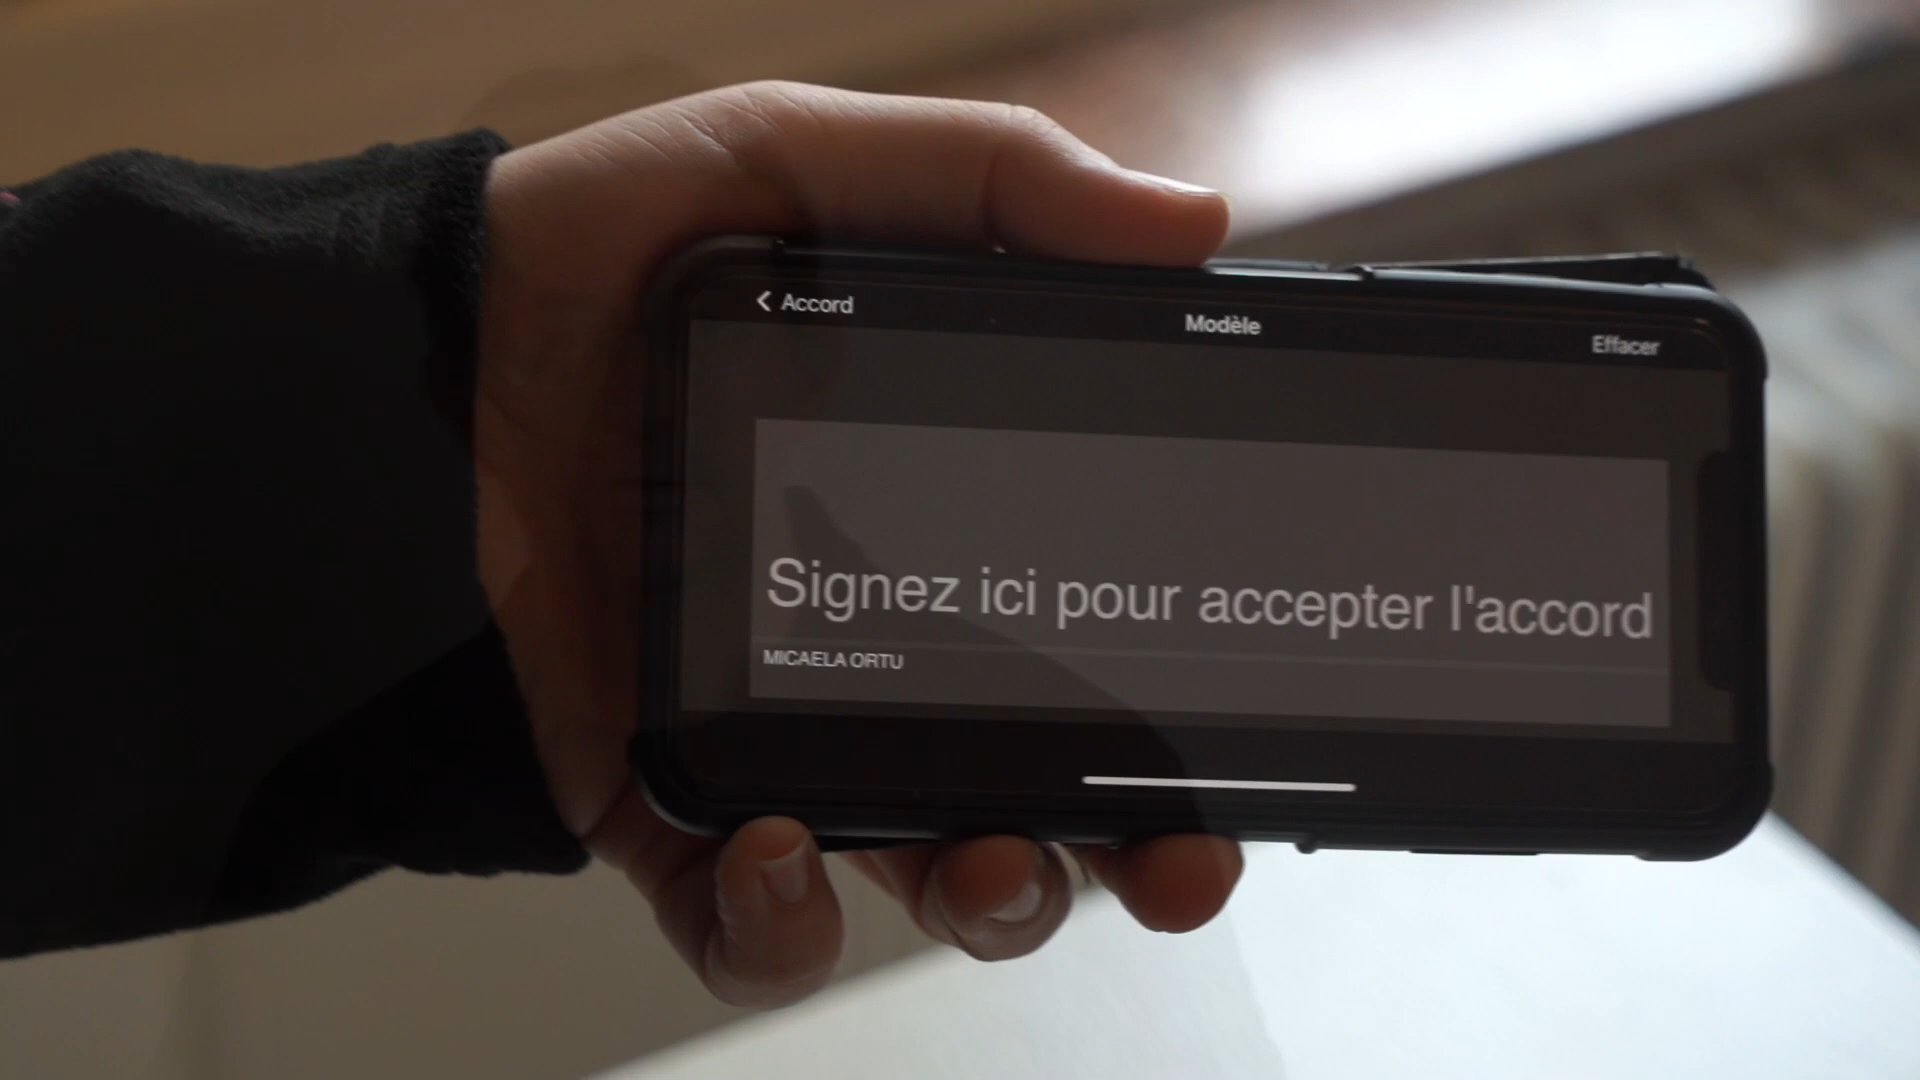 Accord
Modèle
Effacer
Signez ici pour accepter l'accord
MICAELA ORTU